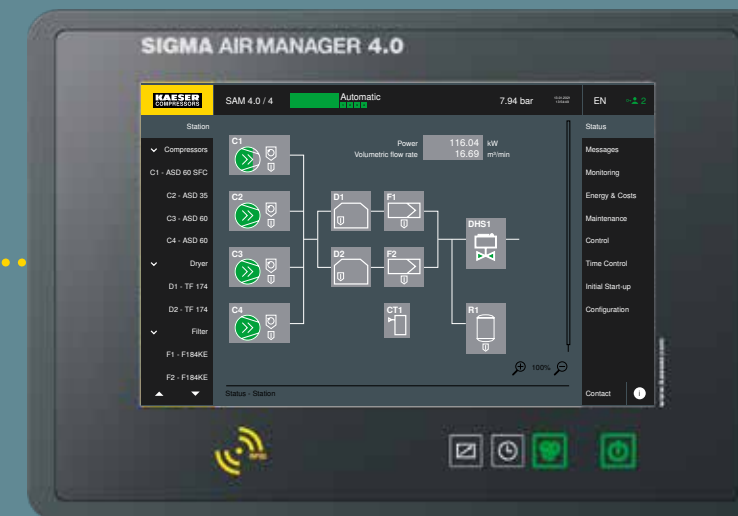 SIGMA AIR MANAGER 4.0
KAESER
COMPRESSORS
SAM 4.0 / 4
Automatic
7.94 bar
EN
2
Station
Compressors
C1 - ASD 60 SFC
C2 - ASD 35
C3 - ASD 60
C4 - ASD 60
Dryer
D1 - TF 174
D2 - TF 174
Filter
F1 - F184KE
F2 - F184KE
Power 116.04 kW
Volumetric flow rate 16.69 m³/min
C1
C2
C3
C4
D1
D2
F1
F2
DHS1
CT1
R1
100%
Status - Station
Status
Messages
Monitoring
Energy & Costs
Maintenance
Control
Time Control
Initial Start-up
Configuration
Contact
i
www.kaeser.com
RFID